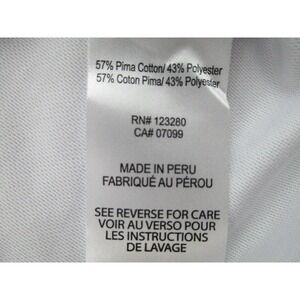 57% Pima Cotton/ 43% Polyester
57% Coton Pima/ 43% Polyester
RN# 123280
CA# 07099
MADE IN PERU
FABRIQUÉ AU PÉROU
SEE REVERSE FOR CARE
VOIR AU VERSO POUR
LES INSTRUCTIONS
DE LAVAGE